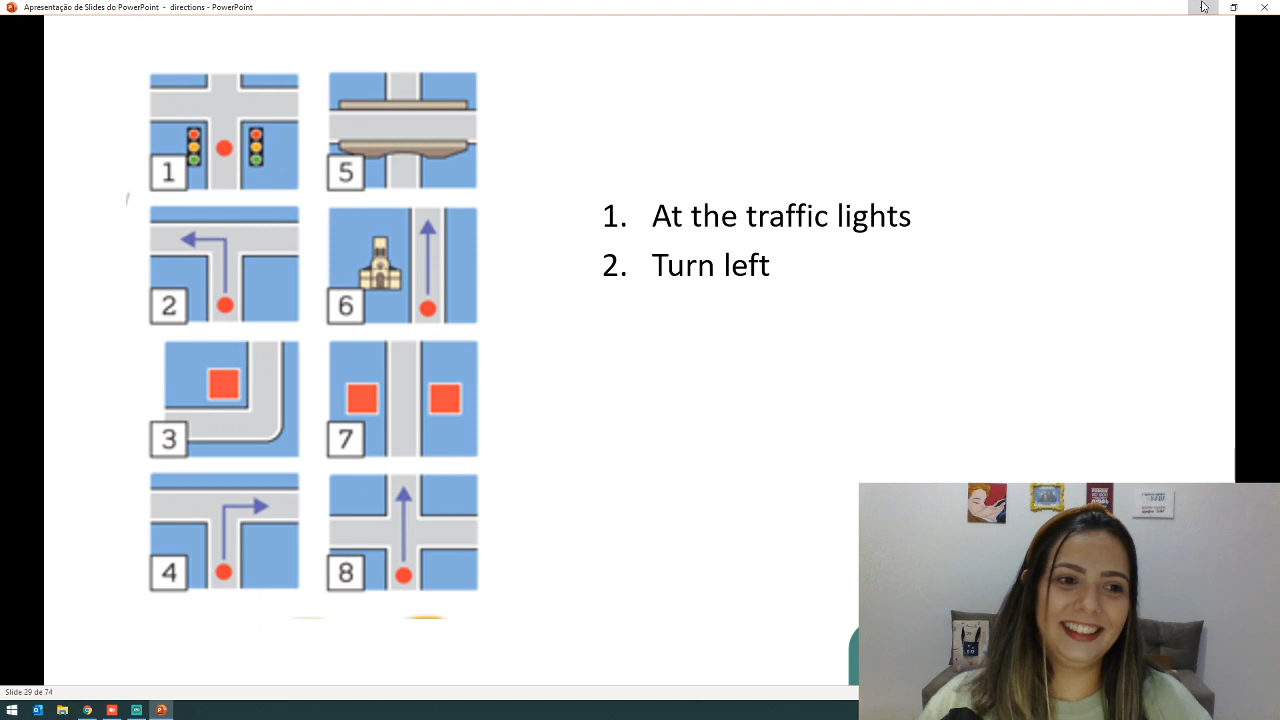 Apresentação de Slides do PowerPoint - directions - PowerPoint
1
5
1. At the traffic lights
2. Turn left
2
6
3
7
4
8
Slide 29 de 74